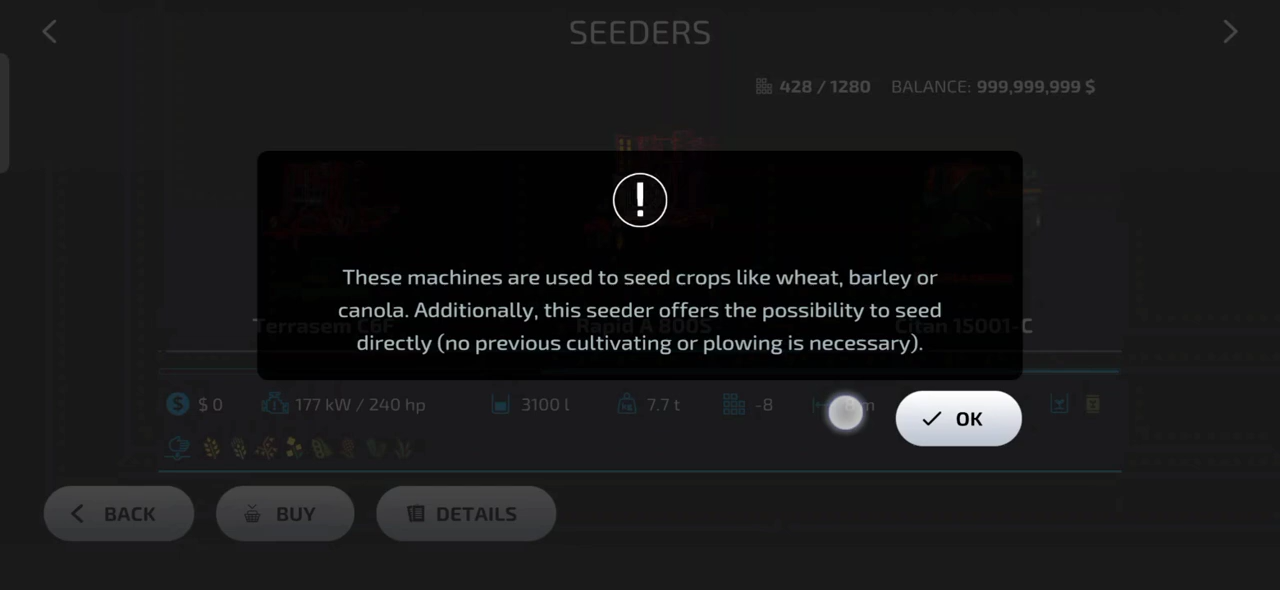 SEEDERS
428 / 1280 BALANCE: 999,999,999 $
These machines are used to seed crops like wheat, barley or
canola. Additionally, this seeder offers the possibility to seed
directly (no previous cultivating or plowing is necessary).
Terrasem C6F Rapid A 800S Citan 15001-C
$ 0 177 kW / 240 hp 3100 l 7.7 t -8 m
OK
BACK BUY DETAILS